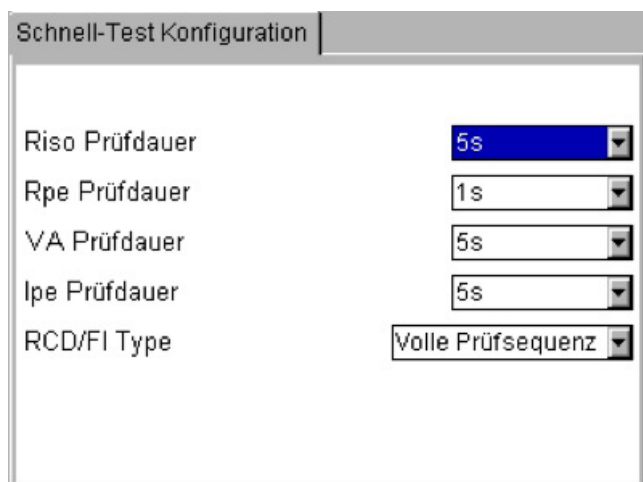 Schnell-Test Konfiguration
Riso Prüfdauer 5s
Rpe Prüfdauer 1s
VA Prüfdauer 5s
Ipe Prüfdauer 5s
RCD/FI Type Volle Prüfsequenz